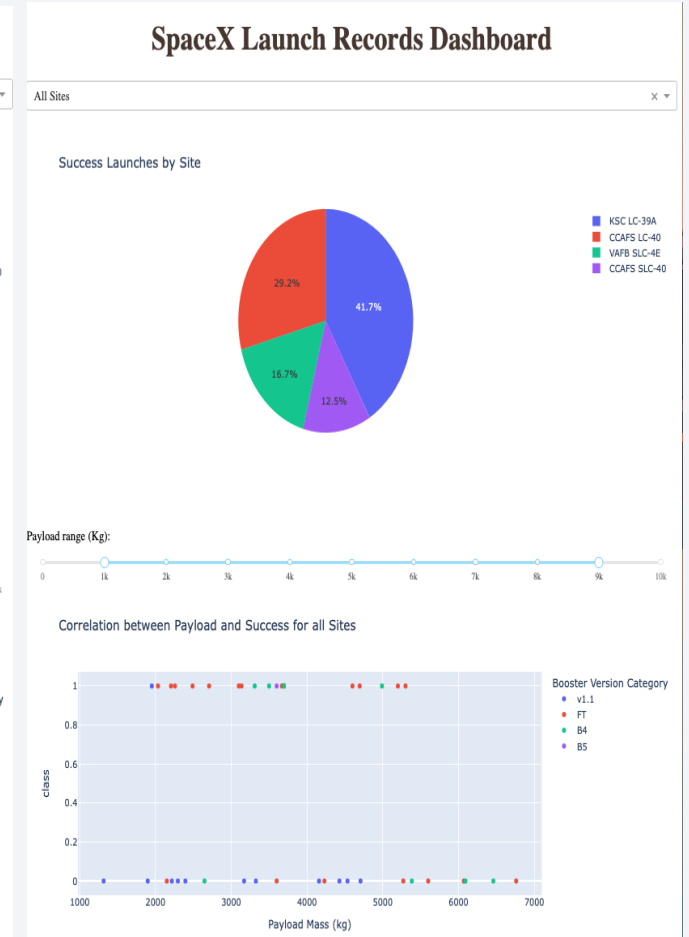 SpaceX Launch Records Dashboard
All Sites
Success Launches by Site
KSC LC-39A
CCAFS LC-40
VAFB SLC-4E
CCAFS SLC-40
29.2%
41.7%
16.7%
12.5%
Payload range (Kg):
0 1k 2k 3k 4k 5k 6k 7k 8k 9k 10k
Correlation between Payload and Success for all Sites
Booster Version Category
v1.1
FT
B4
B5
1
0.8
0.6
0.4
0.2
0
class
1000 2000 3000 4000 5000 6000 7000
Payload Mass (kg)